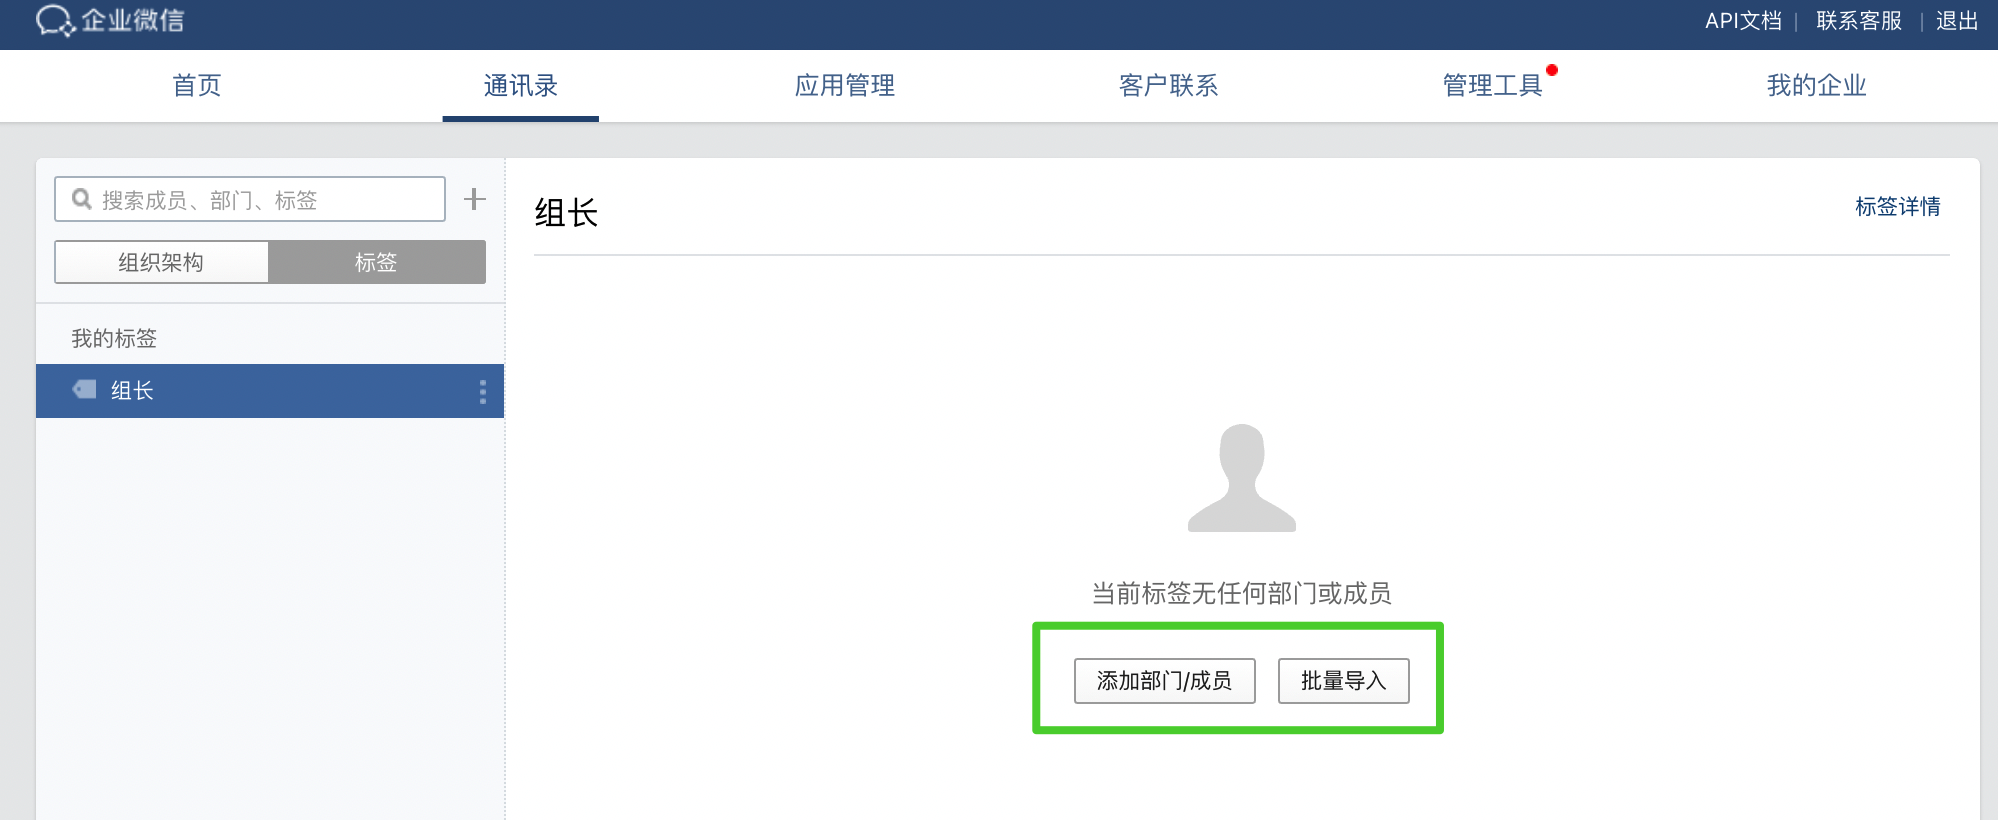 企业微信
API文档 | 联系客服 | 退出
首页 通讯录 应用管理 客户联系 管理工具 我的企业
搜索成员、部门、标签
组织架构 标签
我的标签
组长
组长
标签详情
当前标签无任何部门或成员
添加部门/成员 批量导入